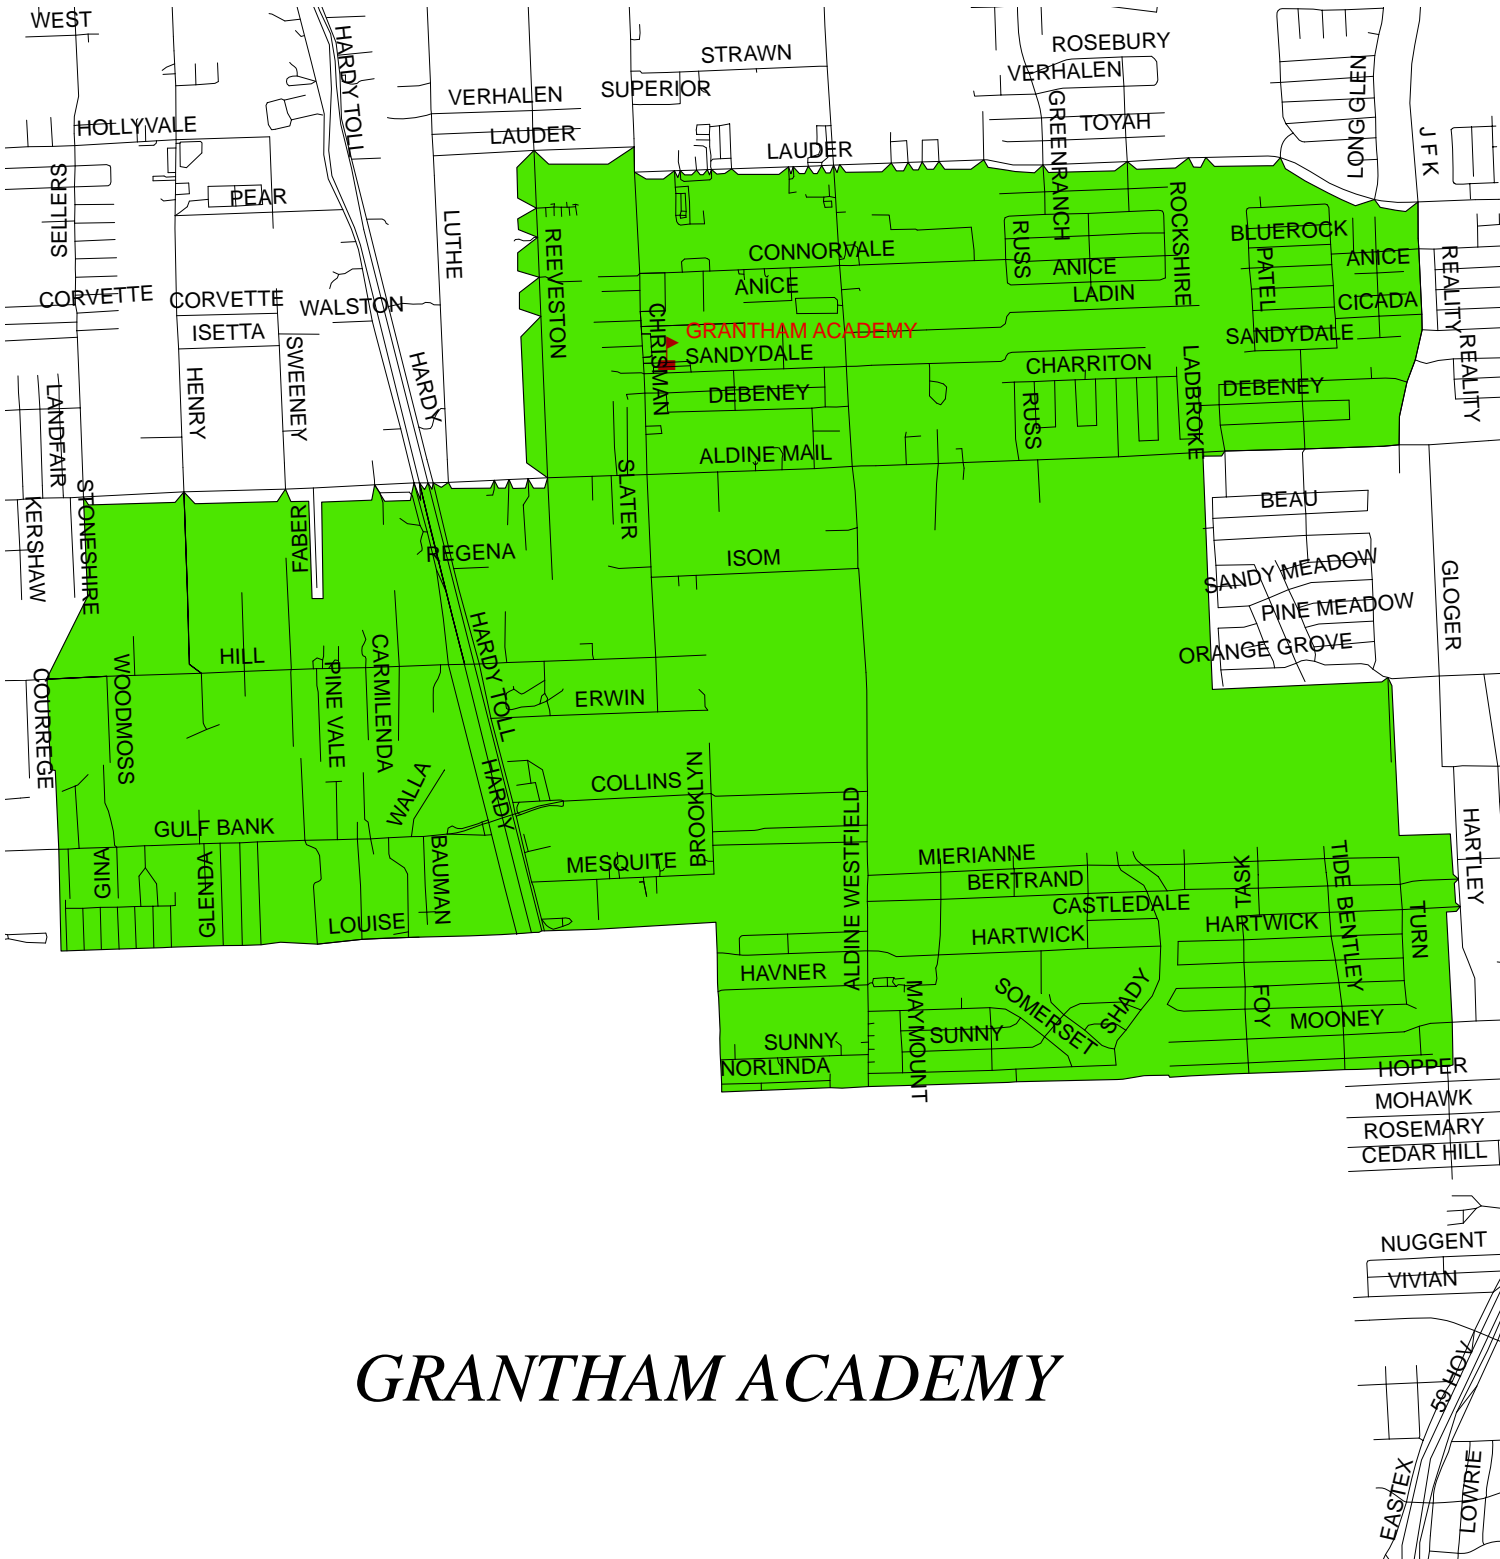 WEST
HARDY TOLL
STRAWN
ROSEBURY
VERHALEN
LONGGLEN
SUPERIOR
VERHALEN
GREENRANCH
TOYAH
HOLLYVALE
LAUDER
LAUDER
J F K
SELLERS
PEAR
LUTHE
REEVESTON
CONNORVALE
RUSS
ROCKSHIRE
BLUEROCK
PATEL
ANICE
REALITY
ANICE
ANICE
LADIN
CICADA
CORVETTE
CORVETTE
WALSTON
ISETTA
CHRISMAN
GRANTHAM ACADEMY
SANDYDALE
SANDYDALE
REALITY
SWEENEY
HARDY
HENRY
LANDFAIR
CHARRITON
LADBROKE
DEBENEY
DEBENEY
RUSS
ALDINE MAIL
SLATER
KERSHAW
STONESHIRE
FABER
REGENA
ISOM
BEAU
SANDY MEADOW
PINE MEADOW
ORANGE GROVE
GLOGER
HILL
HARDY TOLL
CARMILENDA
PINE VALE
WOODMOSS
COURREGE
ERWIN
COLLINS
BROOKLYN
WALLA
HARDY
ALDINE WESTFIELD
GULF BANK
BAUMAN
MESQUITE
GINA
GLENDA
LOUISE
MIERIANNE
BERTRAND
CASTLEDALE
HARTWICK
TASK
HARTWICK
TIDE BENTLEY
TURN
HARTLEY
HAVNER
MAYMOUNT
SOMERSET
SHADY
FOY
MOONEY
SUNNY
SUNNY
NORLINDA
HOPPER
MOHAWK
ROSEMARY
CEDAR HILL
NUGGENT
VIVIAN
59 HOV
EASTEX
LOWRIE
GRANTHAM ACADEMY